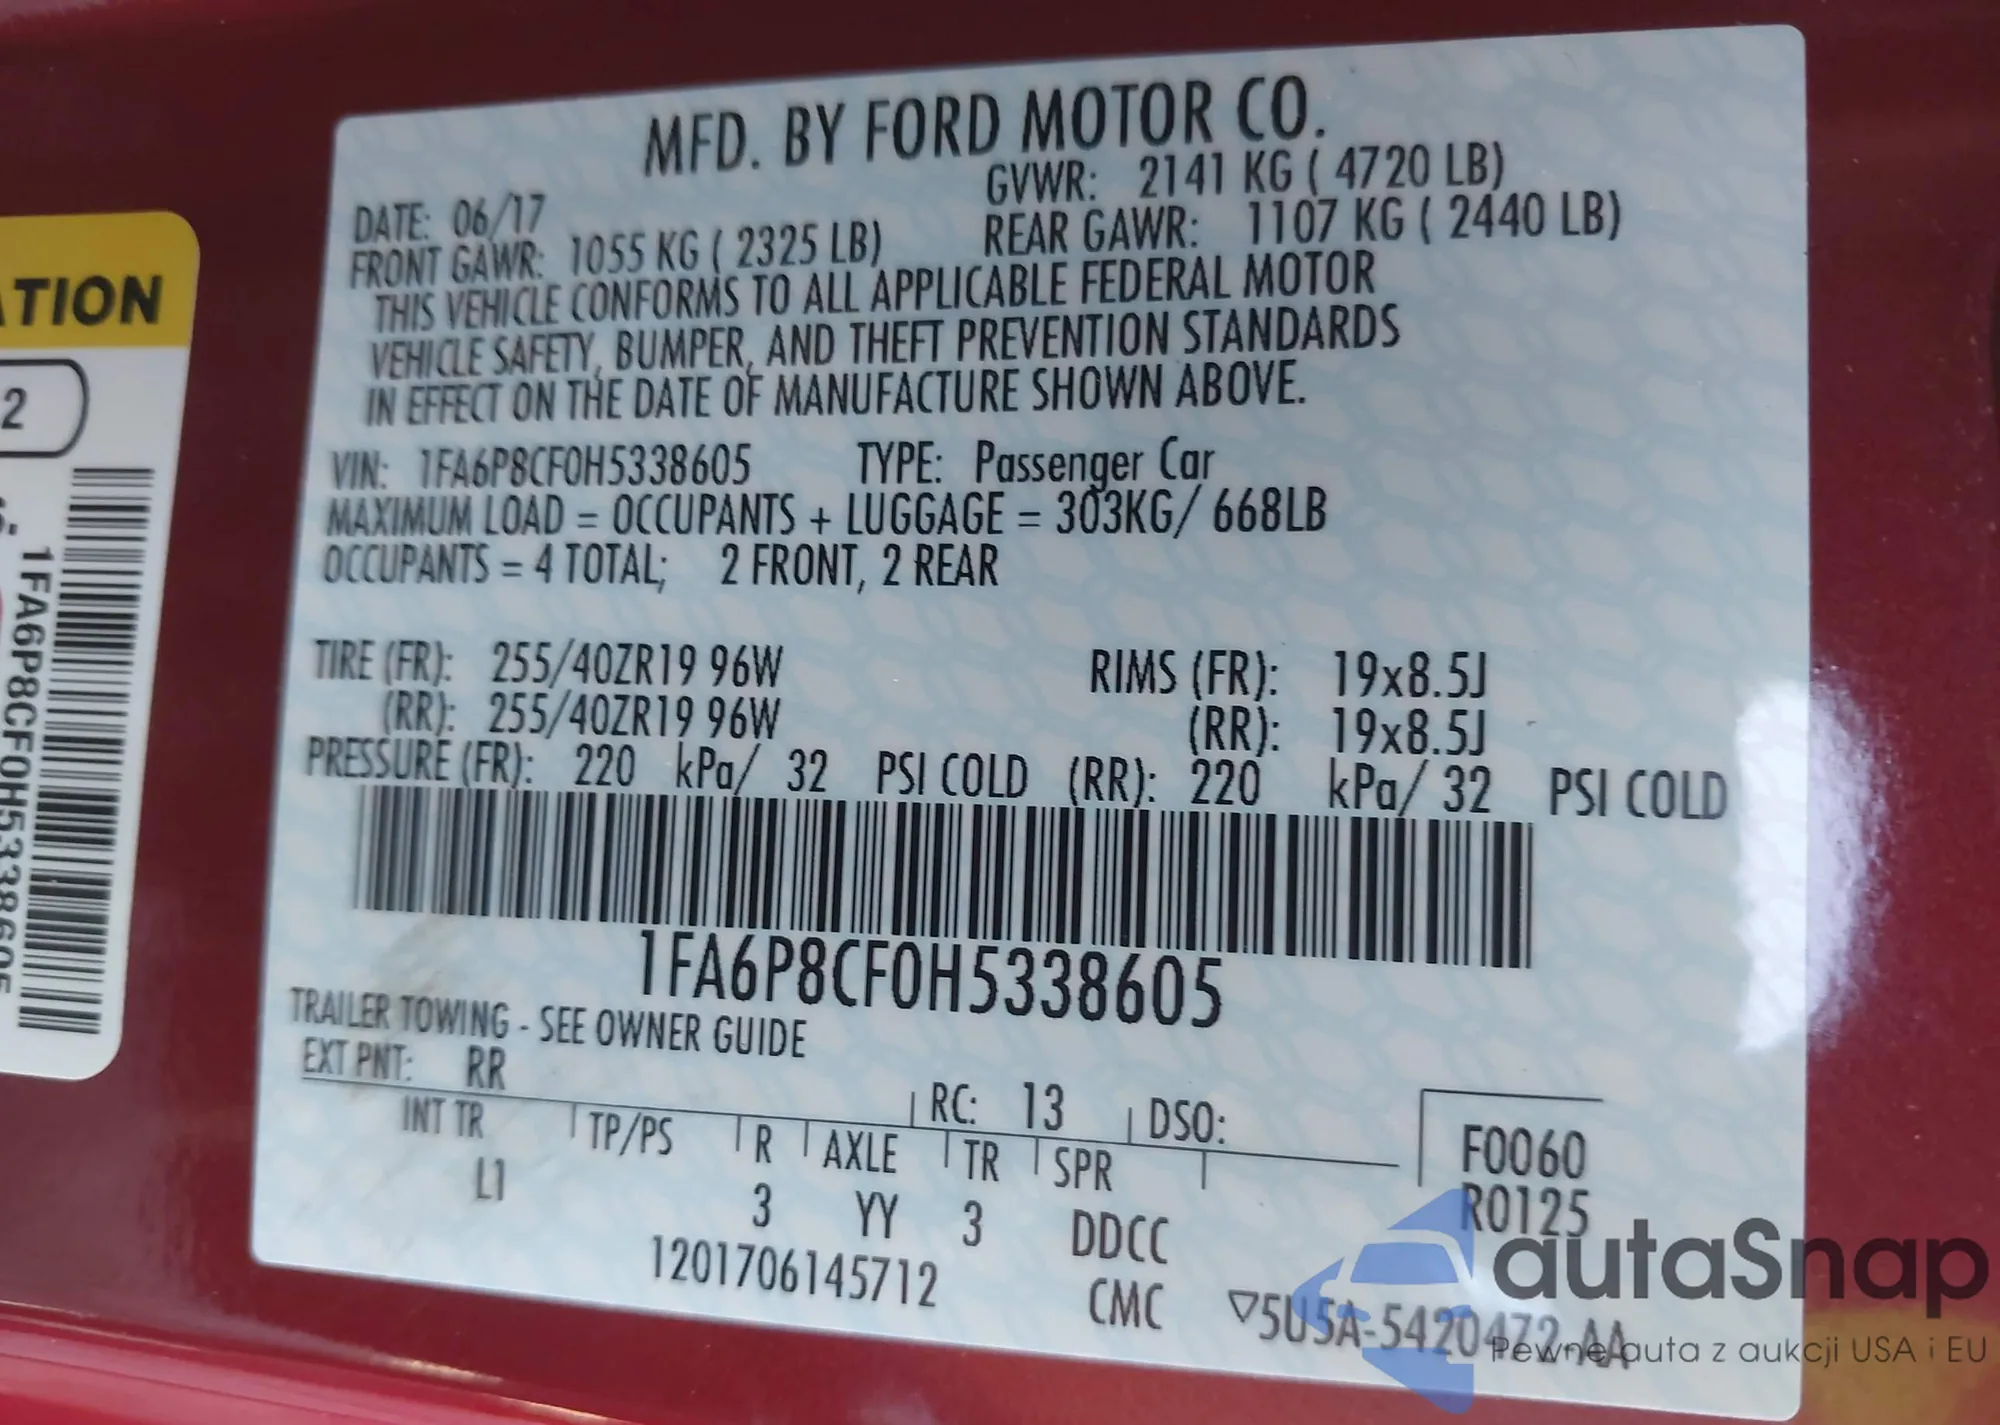 MFD. BY FORD MOTOR CO.
DATE: 06/17 GVWR: 2141 KG ( 4720 LB)
FRONT GAWR: 1055 KG ( 2325 LB) REAR GAWR: 1107 KG ( 2440 LB)
THIS VEHICLE CONFORMS TO ALL APPLICABLE FEDERAL MOTOR
VEHICLE SAFETY, BUMPER, AND THEFT PREVENTION STANDARDS
IN EFFECT ON THE DATE OF MANUFACTURE SHOWN ABOVE.
VIN: 1FA6P8CF0H5338605 TYPE: Passenger Car
MAXIMUM LOAD = OCCUPANTS + LUGGAGE = 303KG/ 668LB
OCCUPANTS = 4 TOTAL; 2 FRONT, 2 REAR
TIRE (FR): 255/40ZR19 96W RIMS (FR): 19x8.5J
(RR): 255/40ZR19 96W (RR): 19x8.5J
PRESSURE (FR): 220 kPa/ 32 PSI COLD (RR): 220 kPa/ 32 PSI COLD
1FA6P8CF0H5338605
TRAILER TOWING - SEE OWNER GUIDE
EXT PNT: RR RC: 13 DSO:
INT TR TP/PS R AXLE TR SPR
L1 3 YY 3 DDCC
F0060
R0125
1201706145712 CMC ▽5U5A-5420472-AA
ATION
2
1FA6P8CF0H5338605
autaSnap
Pewne auta z aukcji USA i EU